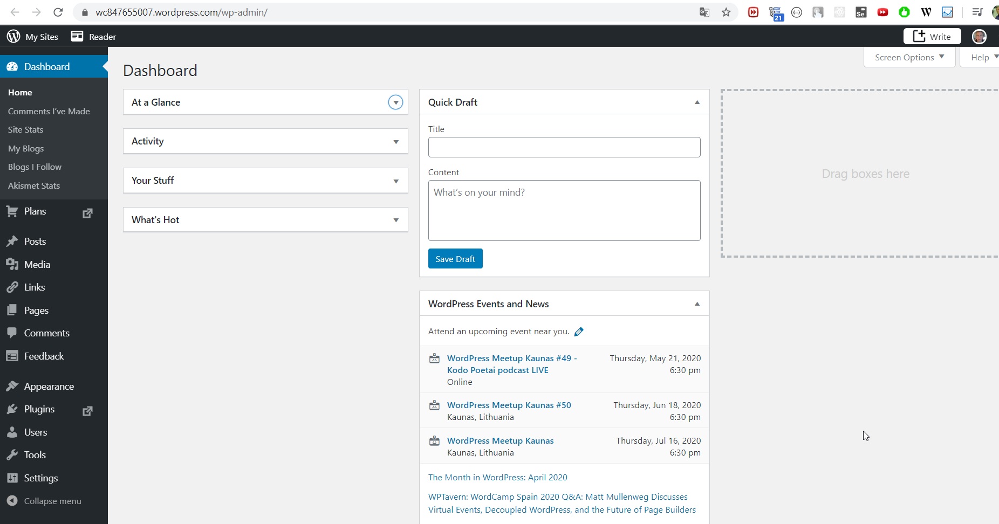 wc847655007.wordpress.com/wp-admin/
21
Se
W
My Sites
Reader
Write
Screen Options
Help
Dashboard
Home
Comments I've Made
Site Stats
My Blogs
Blogs I Follow
Akismet Stats
Plans
Posts
Media
Links
Pages
Comments
Feedback
Appearance
Plugins
Users
Tools
Settings
Collapse menu
Dashboard
At a Glance
Activity
Your Stuff
What's Hot
Quick Draft
Title
Content
What's on your mind?
Save Draft
WordPress Events and News
Attend an upcoming event near you.
WordPress Meetup Kaunas #49 - 
Thursday, May 21, 2020
Kodo Poetai podcast LIVE
6:30 pm
Online
WordPress Meetup Kaunas #50
Thursday, Jun 18, 2020
Kaunas, Lithuania
6:30 pm
WordPress Meetup Kaunas
Thursday, Jul 16, 2020
Kaunas, Lithuania
6:30 pm
The Month in WordPress: April 2020
WPTavern: WordCamp Spain 2020 Q&A: Matt Mullenweg Discusses
Virtual Events, Decoupled WordPress, and the Future of Page Builders
Drag boxes here